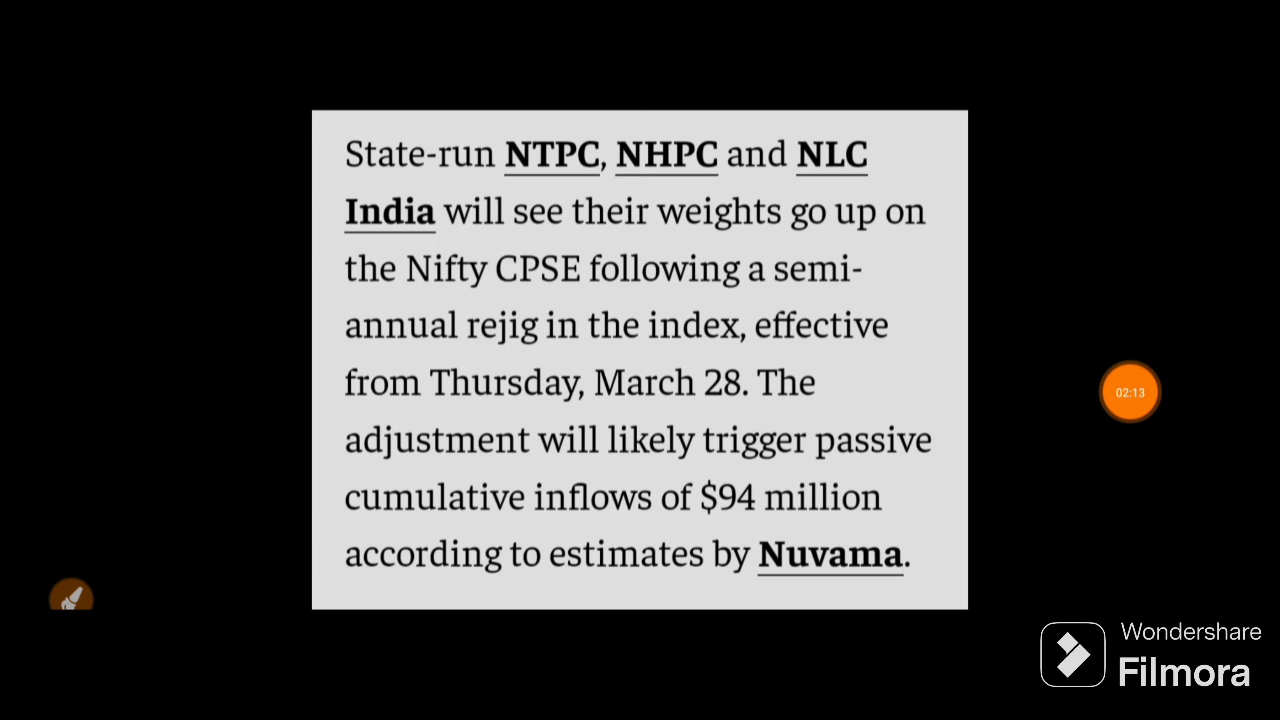 State-run NTPC, NHPC and NLC
India will see their weights go up on
the Nifty CPSE following a semi-
annual rejig in the index, effective
from Thursday, March 28. The
adjustment will likely trigger passive
cumulative inflows of $94 million
according to estimates by Nuvama.
02:13
Wondershare
Filmora